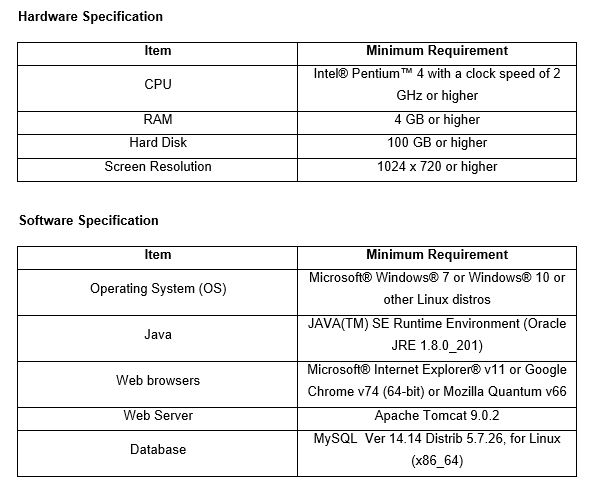 Hardware Specification
Item Minimum Requirement
CPU Intel® Pentium™ 4 with a clock speed of 2
GHz or higher
RAM 4 GB or higher
Hard Disk 100 GB or higher
Screen Resolution 1024 x 720 or higher
Software Specification
Item Minimum Requirement
Operating System (OS) Microsoft® Windows® 7 or Windows® 10 or
other Linux distros
Java JAVA(TM) SE Runtime Environment (Oracle
JRE 1.8.0_201)
Web browsers Microsoft® Internet Explorer® v11 or Google
Chrome v74 (64-bit) or Mozilla Quantum v66
Web Server Apache Tomcat 9.0.2
Database MySQL  Ver 14.14 Distrib 5.7.26, for Linux
(x86_64)